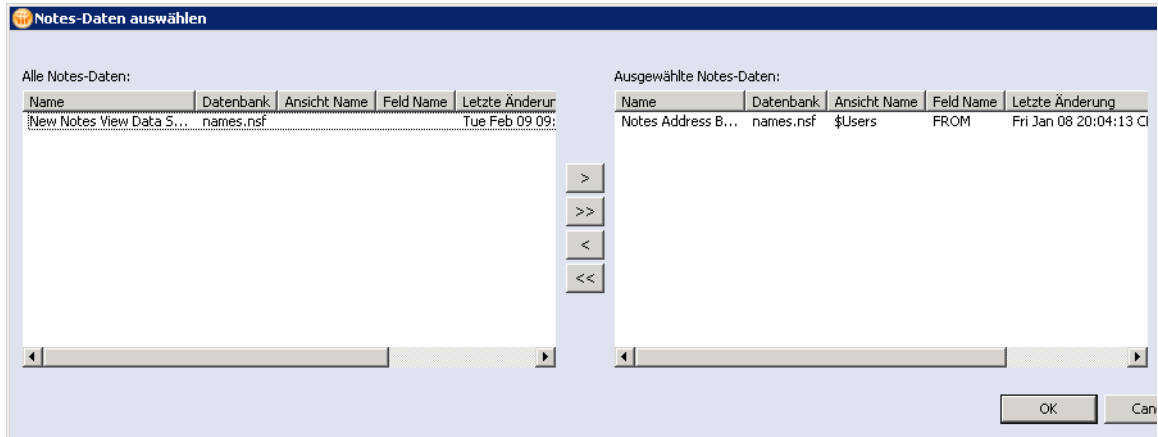 Notes-Daten auswählen
Alle Notes-Daten:
Name Datenbank Ansicht Name Feld Name Letzte Änderur
New Notes View Data S... names.nsf Tue Feb 09 09:
>
>>
<
<<
Ausgewählte Notes-Daten:
Name Datenbank Ansicht Name Feld Name Letzte Änderung
Notes Address B... names.nsf $Users FROM Fri Jan 08 20:04:13 C
OK
Can